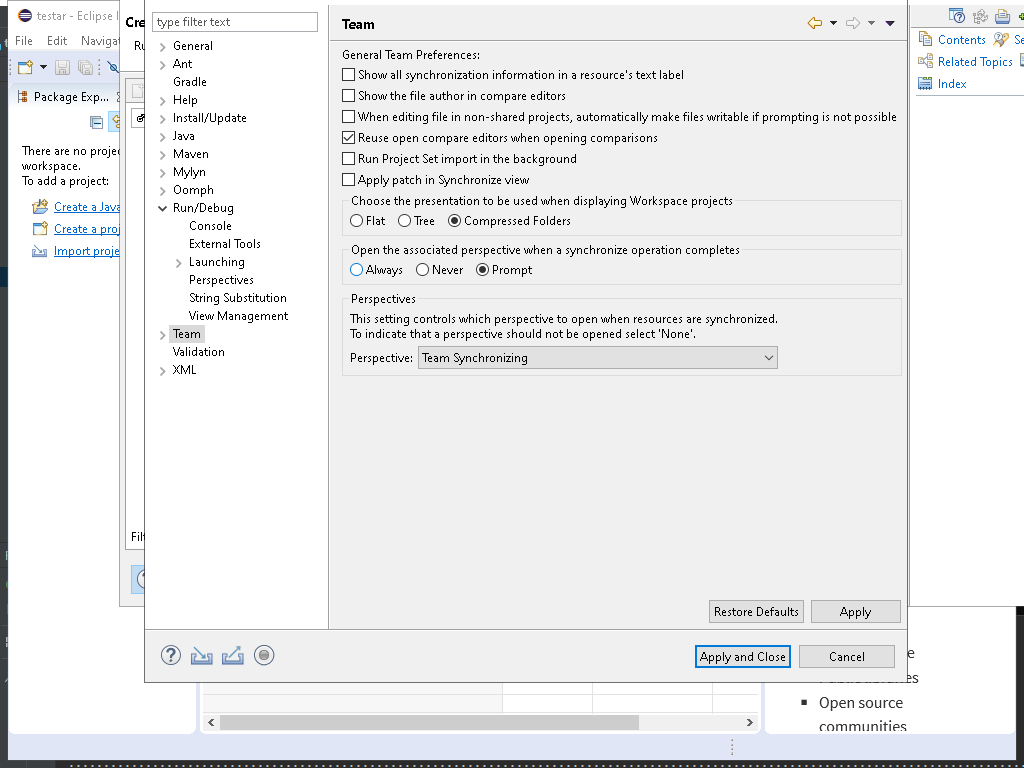 testar - Eclipse I
File Edit Navigat
Package Exp...
There are no projec
workspace.
To add a project:
Create a Java
Create a proj
Import proje
Cre
Ru
Filt
type filter text
General
Ant
Gradle
Help
Install/Update
Java
Maven
Mylyn
Oomph
Run/Debug
Console
External Tools
Launching
Perspectives
String Substitution
View Management
Team
Validation
XML
Team
General Team Preferences:
Show all synchronization information in a resource's text label
Show the file author in compare editors
When editing file in non-shared projects, automatically make files writable if prompting is not possible
Reuse open compare editors when opening comparisons
Run Project Set import in the background
Apply patch in Synchronize view
Choose the presentation to be used when displaying Workspace projects
Flat Tree Compressed Folders
Open the associated perspective when a synchronize operation completes
Always Never Prompt
Perspectives
This setting controls which perspective to open when resources are synchronized.
To indicate that a perspective should not be opened select 'None'.
Perspective: Team Synchronizing
Restore Defaults Apply
Apply and Close Cancel
Contents Se
Related Topics
Index
e
Open source
communities